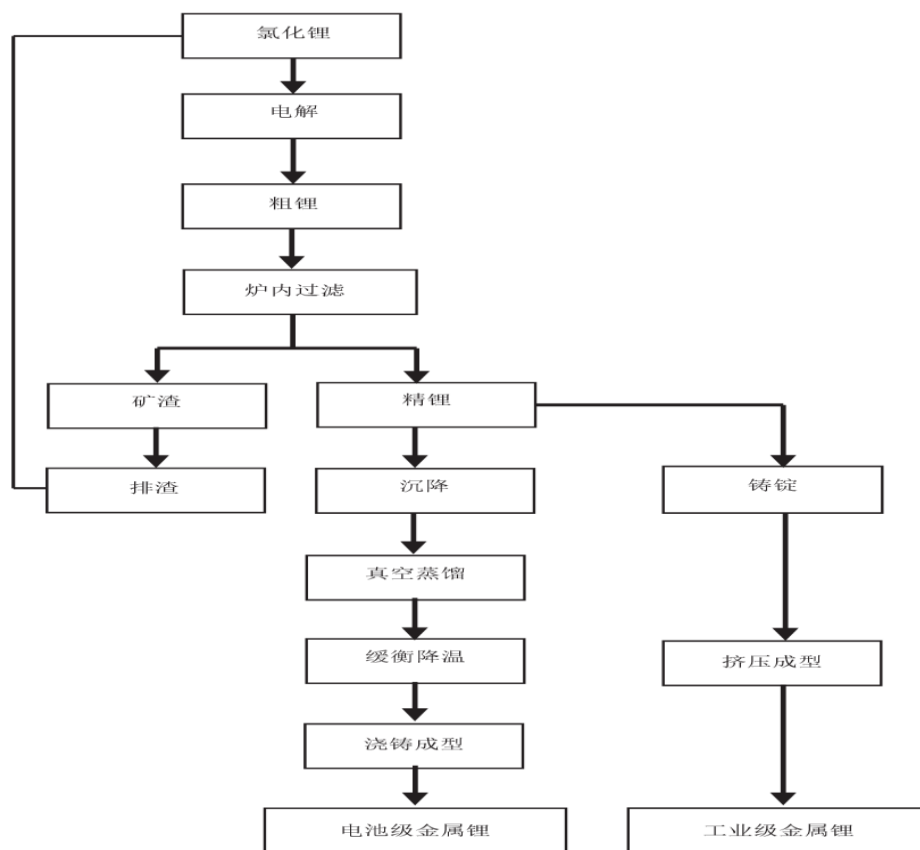 氯化锂
电解
粗锂
炉内过滤
矿渣
精锂
排渣
沉降
铸锭
真空蒸馏
缓衡降温
挤压成型
浇铸成型
电池级金属锂
工业级金属锂